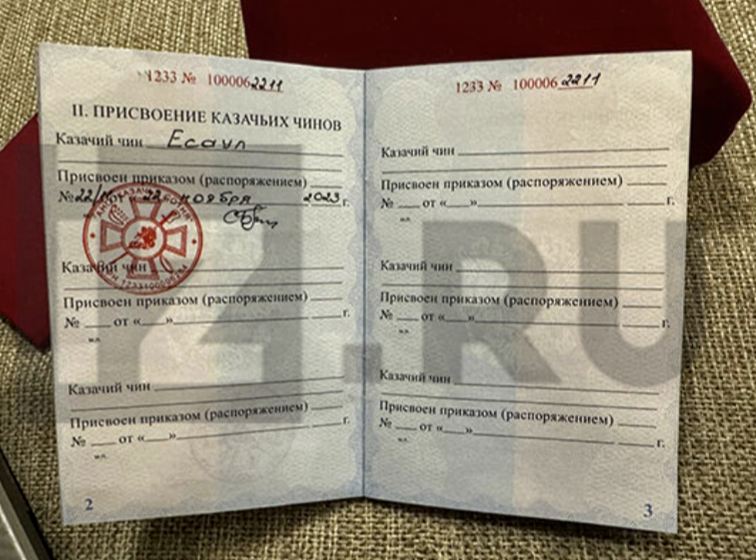 1233 № 1000062211
II. ПРИСВОЕНИЕ КАЗАЧЬИХ ЧИНОВ
Казачий чин Есаул
Присвоен приказом (распоряжением)
№22/ ноября 2023 г.
Казачий чин
Присвоен приказом (распоряжением)
№ от « » г.
м.п.
Казачий чин
Присвоен приказом (распоряжением)
№ от « » г.
м.п.
2
1233 № 1000062211
Казачий чин
Присвоен приказом (распоряжением)
№ от « » г.
м.п.
Казачий чин
Присвоен приказом (распоряжением)
№ от « » г.
м.п.
Казачий чин
Присвоен приказом (распоряжением)
№ от « » г.
м.п.
3
74.RU